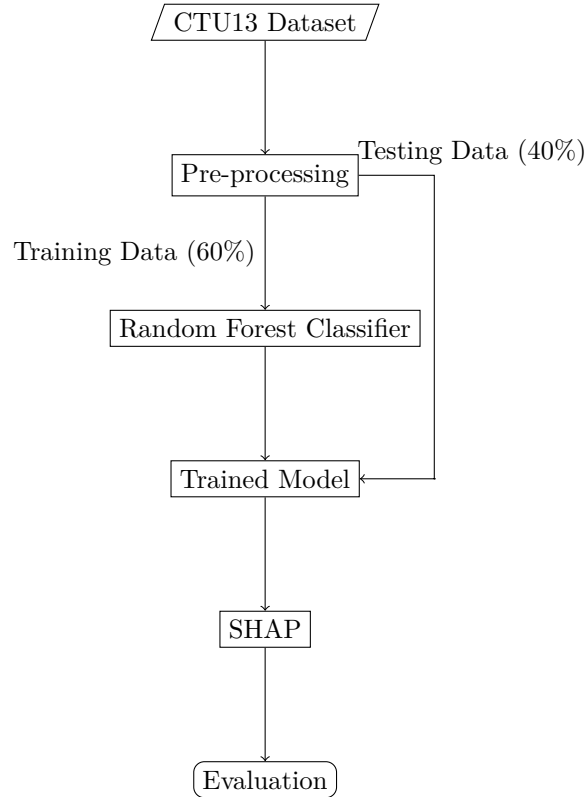 CTU13 Dataset
Testing Data (40%)
Pre-processing
Training Data (60%)
Random Forest Classifier
Trained Model
SHAP
Evaluation